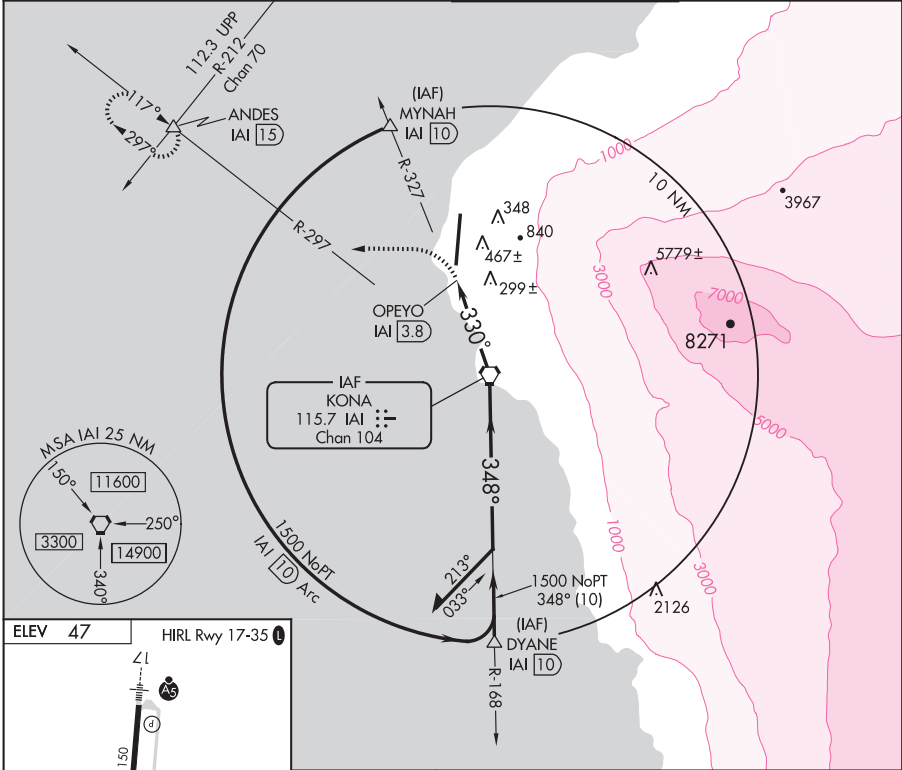 112.3 UPP
R-212
Chan 70
117°
297°
ANDES
IAI 15
(IAF)
MYNAH
IAI 10
R-327
R-297
1000
10 NM
3967
348
840
467±
299±
5779±
3000
7000
8271
OPEYO
IAI 3.8
330°
IAF
KONA
115.7 IAI
Chan 104
5000
MSA IAI 25 NM
150°
11600
250°
3300
14900
340°
348°
1500 NoPT
IAI 10 Arc
213°
033°
1500 NoPT
348° (10)
1000
3000
2126
(IAF)
DYANE
IAI 10
R-168
ELEV 47
HIRL Rwy 17-35 L
17
A5
P
150